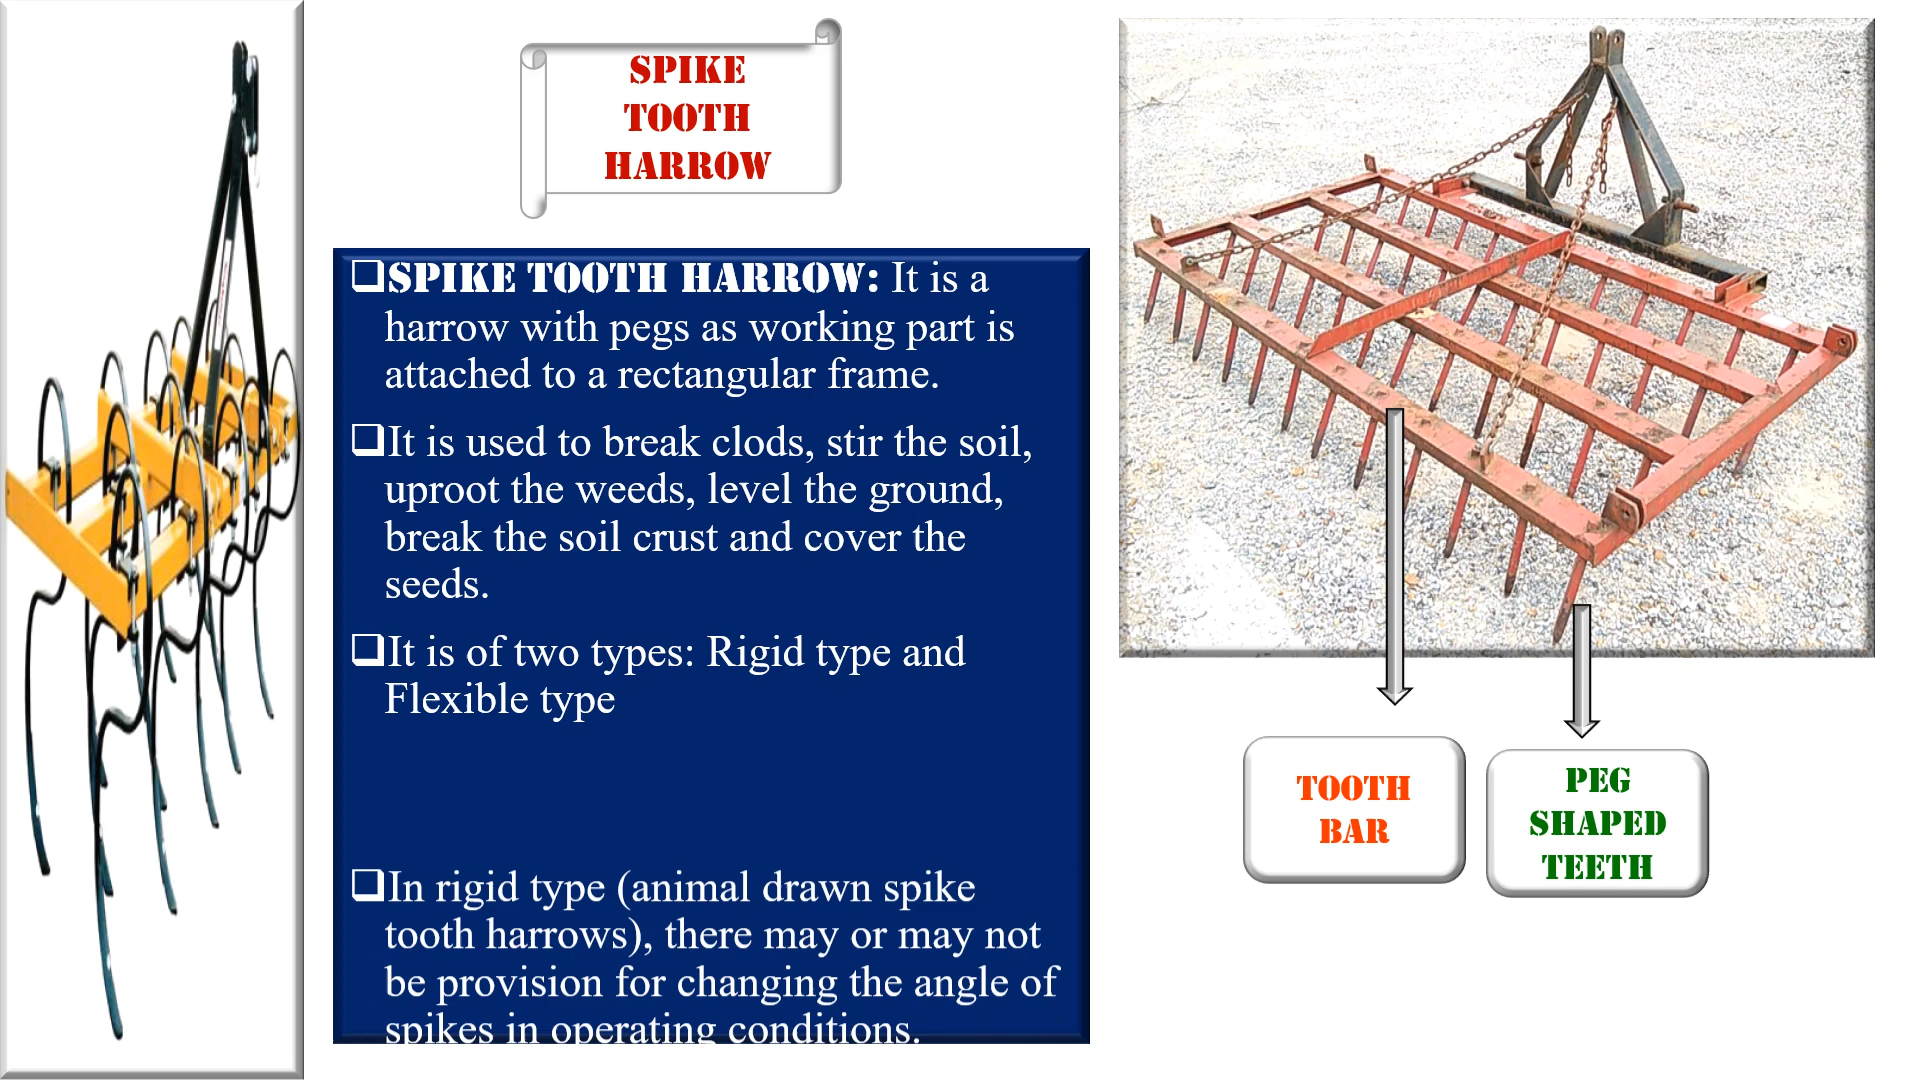 SPIKE
TOOTH
HARROW
❑SPIKE TOOTH HARROW: It is a
harrow with pegs as working part is
attached to a rectangular frame.
❑It is used to break clods, stir the soil,
uproot the weeds, level the ground,
break the soil crust and cover the
seeds.
❑It is of two types: Rigid type and
Flexible type
❑In rigid type (animal drawn spike
tooth harrows), there may or may not
be provision for changing the angle of
spikes in operating conditions.
TOOTH
BAR
PEG
SHAPED
TEETH